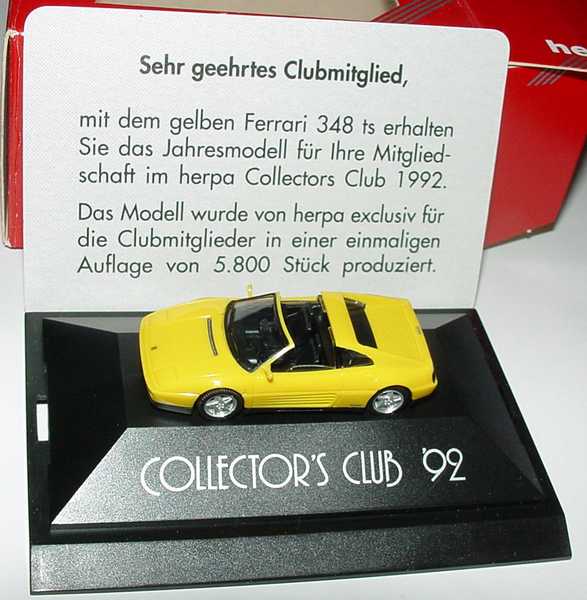 Sehr geehrtes Clubmitglied,
mit dem gelben Ferrari 348 ts erhalten
Sie das Jahresmodell für Ihre Mitglied-
schaft im herpa Collectors Club 1992.
Das Modell wurde von herpa exclusiv für
die Clubmitglieder in einer einmaligen
Auflage von 5.800 Stück produziert.
he
COLLECTOR'S CLUB '92